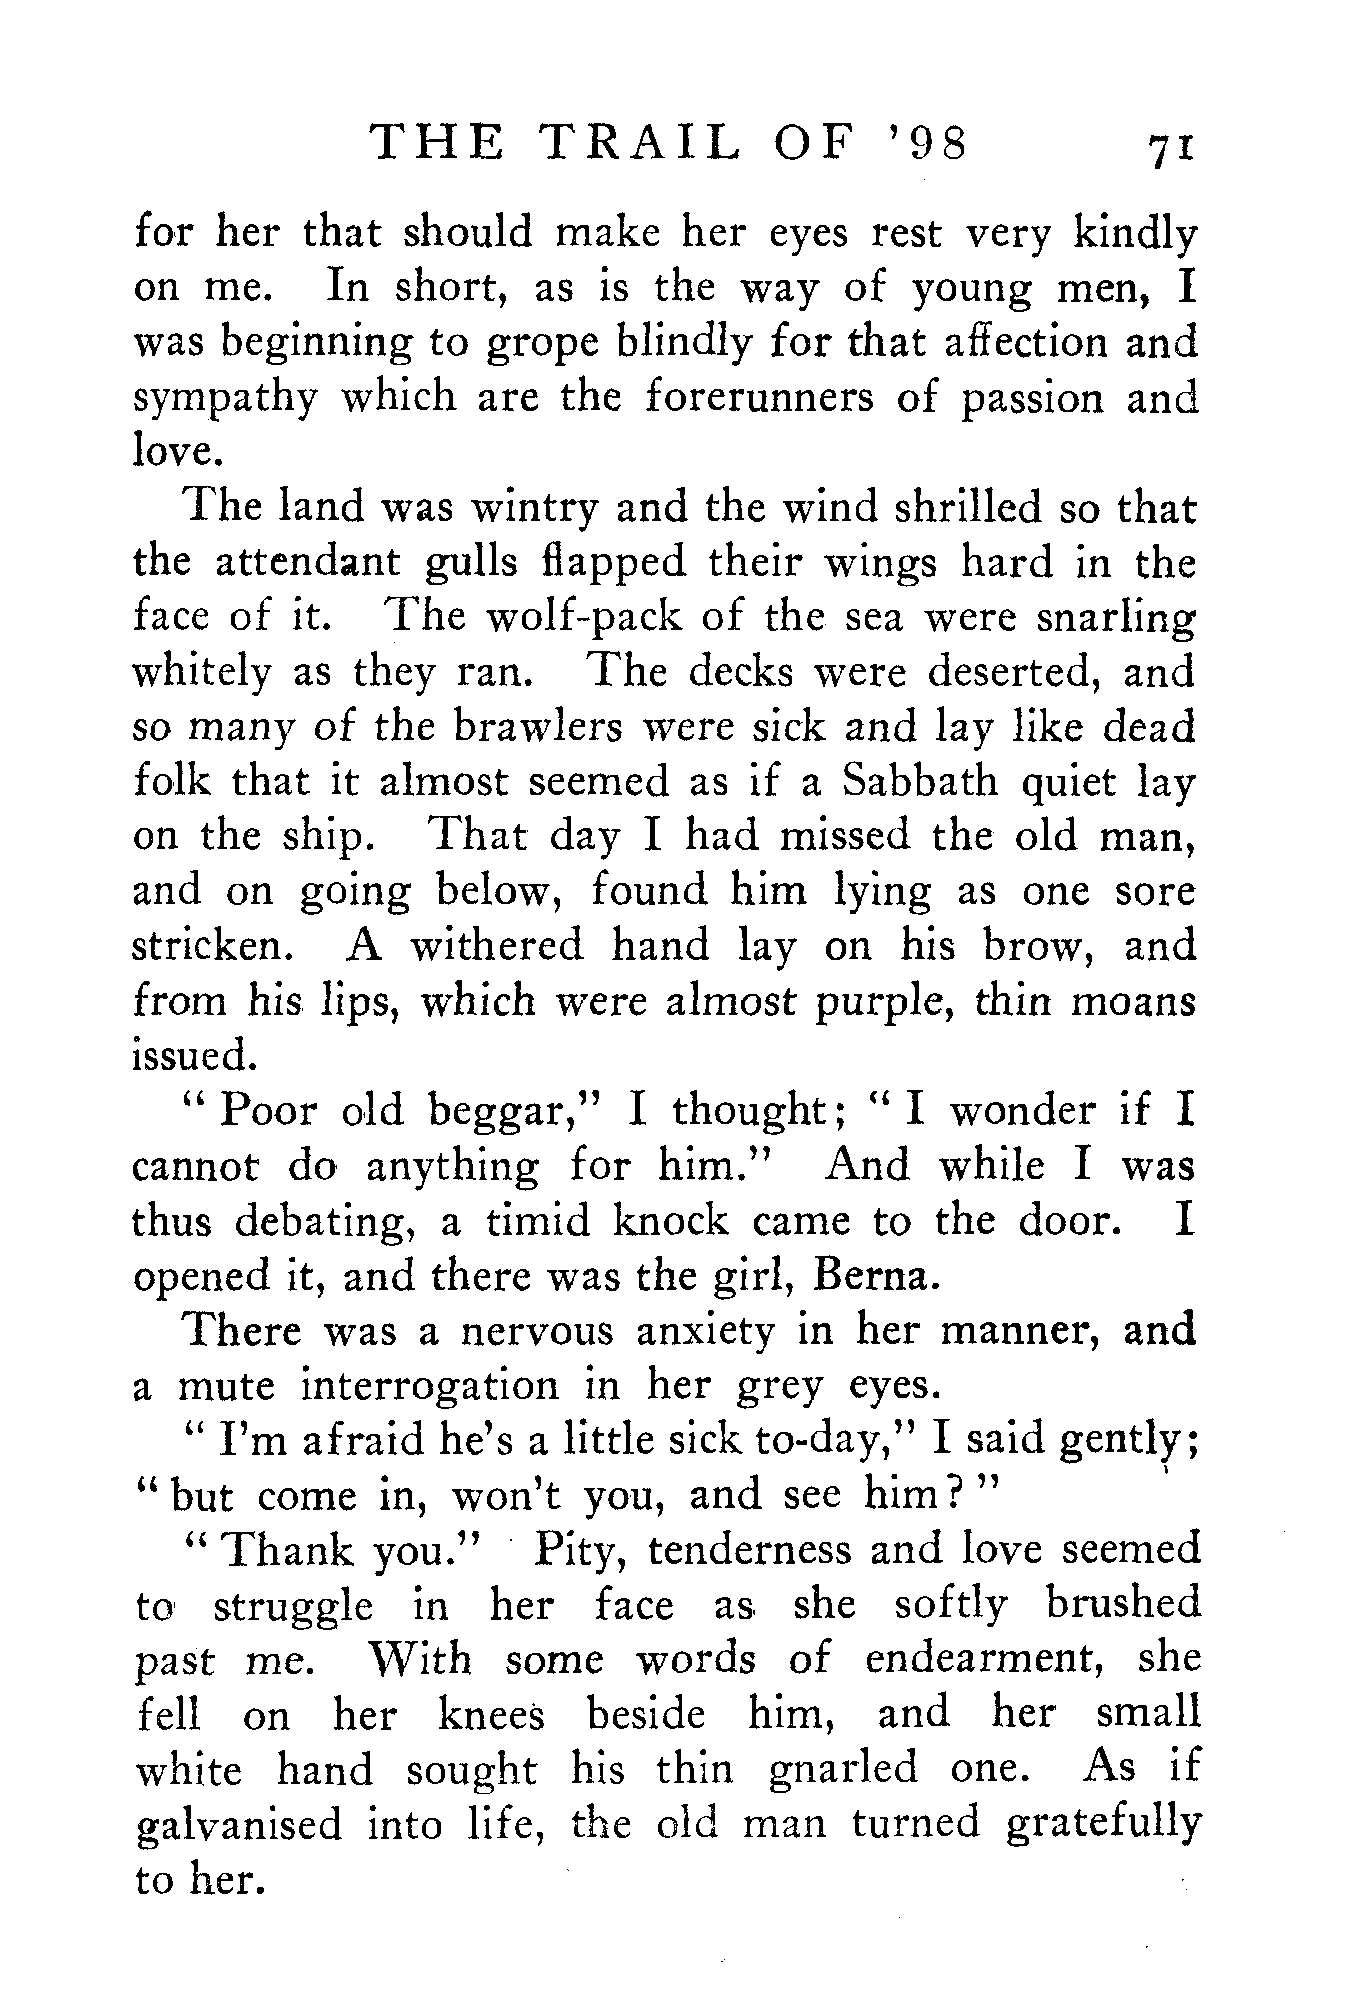 THE TRAIL OF '98 71
for her that should make her eyes rest very kindly
on me. In short, as is the way of young men, I
was beginning to grope blindly for that affection and
sympathy which are the forerunners of passion and
love.
The land was wintry and the wind shrilled so that
the attendant gulls flapped their wings hard in the
face of it. The wolf-pack of the sea were snarling
whitely as they ran. The decks were deserted, and
so many of the brawlers were sick and lay like dead
folk that it almost seemed as if a Sabbath quiet lay
on the ship. That day I had missed the old man,
and on going below, found him lying as one sore
stricken. A withered hand lay on his brow, and
from his lips, which were almost purple, thin moans
issued.
" Poor old beggar," I thought; " I wonder if I
cannot do anything for him." And while I was
thus debating, a timid knock came to the door. I
opened it, and there was the girl, Berna.
There was a nervous anxiety in her manner, and
a mute interrogation in her grey eyes.
" I'm afraid he's a little sick to-day," I said gently;
" but come in, won't you, and see him? "
" Thank you." Pity, tenderness and love seemed
to struggle in her face as she softly brushed
past me. With some words of endearment, she
fell on her knees beside him, and her small
white hand sought his thin gnarled one. As if
galvanised into life, the old man turned gratefully
to her.